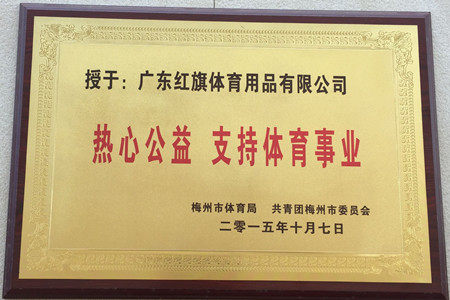 授于：广东红旗体育用品有限公司
热心公益 支持体育事业
梅州市体育局 共青团梅州市委员会
二零一五年十月七日